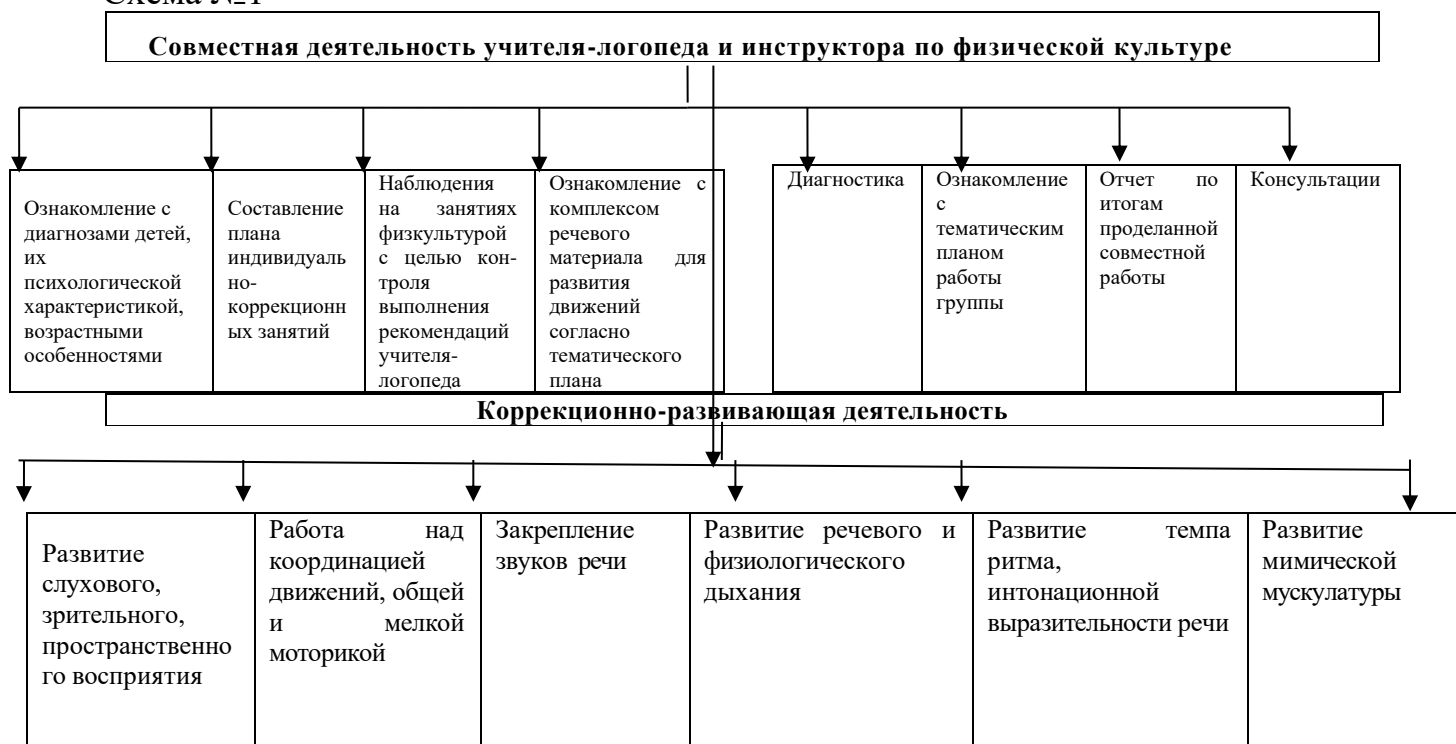 Схема №1
Совместная деятельность учителя-логопеда и инструктора по физической культуре
Ознакомление с
диагнозами детей,
их
психологической
характеристикой,
возрастными
особенностями
Составление
плана
индивидуаль
но-
коррекционн
ых занятий
Наблюдения
на занятиях
физкультурой
с целью кон-
троля
выполнения
рекомендаций
учителя-
логопеда
Ознакомление с
комплексом
речевого
материала для
развития
движений
согласно
тематического
плана
Диагностика
Ознакомление
с
тематическим
планом
работы
группы
Отчет по
итогам
проделанной
совместной
работы
Консультации
Коррекционно-развивающая деятельность
Развитие
слухового,
зрительного,
пространственно
го восприятия
Работа над
координацией
движений, общей
и мелкой
моторикой
Закрепление
звуков речи
Развитие речевого и
физиологического
дыхания
Развитие темпа
ритма,
интонационной
выразительности речи
Развитие
мимической
мускулатуры